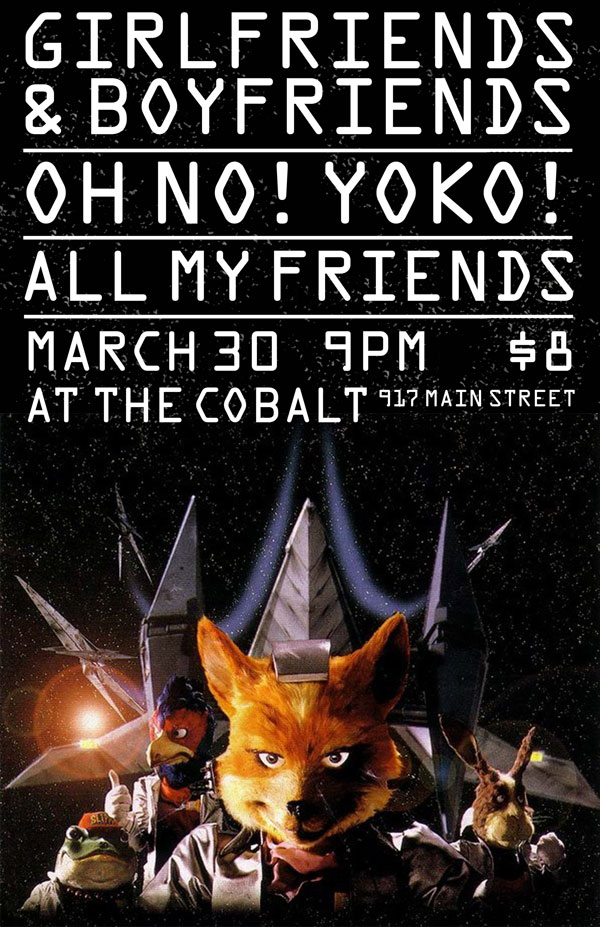 GIRLFRIENDS
& BOYFRIENDS
OH NO! YOKO!
ALL MY FRIENDS
MARCH 30 9PM $8
AT THE COBALT 917 MAIN STREET